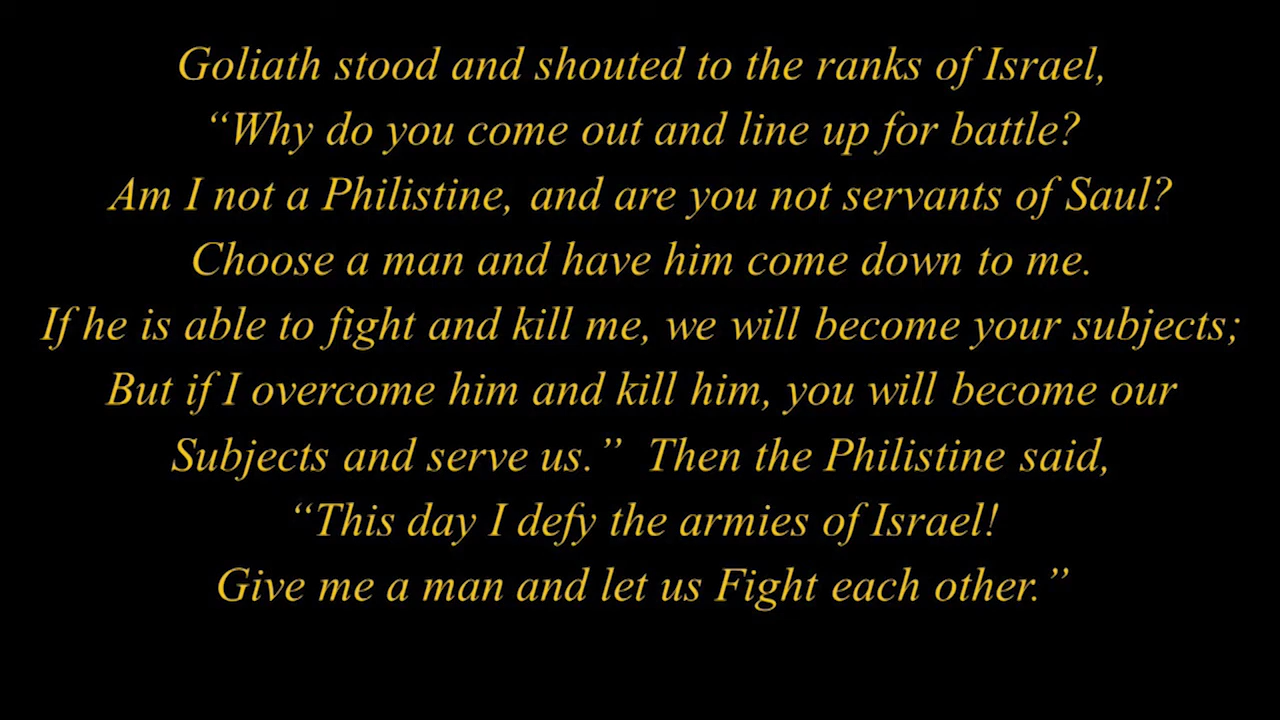 Goliath stood and shouted to the ranks of Israel,
“Why do you come out and line up for battle?
Am I not a Philistine, and are you not servants of Saul?
Choose a man and have him come down to me.
If he is able to fight and kill me, we will become your subjects;
But if I overcome him and kill him, you will become our
Subjects and serve us.”  Then the Philistine said,
“This day I defy the armies of Israel!
Give me a man and let us Fight each other.”